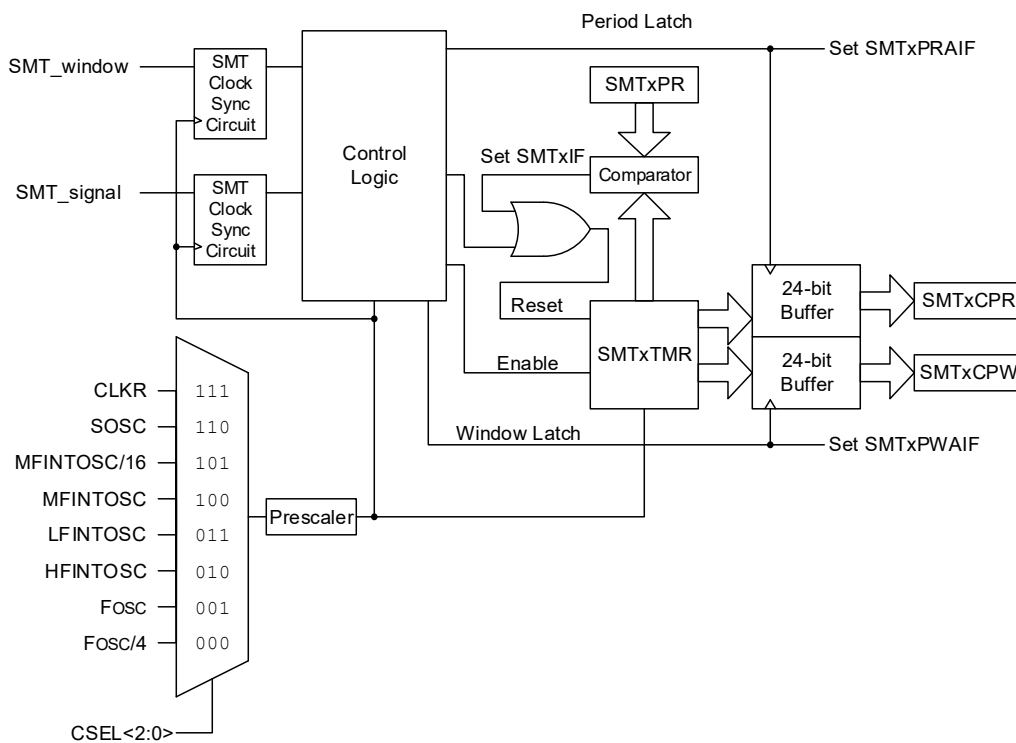 Period Latch
Set SMTxPRAIF
SMT_window
SMT
Clock
Sync
Circuit
Control
Logic
SMTxPR
Set SMTxIF
Comparator
SMT_signal
SMT
Clock
Sync
Circuit
Reset
SMTxTMR
24-bit
Buffer
SMTxCPR
Enable
24-bit
Buffer
SMTxCPW
Window Latch
Set SMTxPWAIF
CLKR 111
SOSC 110
MFINTOSC/16 101
MFINTOSC 100
Prescaler
LFINTOSC 011
HFINTOSC 010
FOSC 001
FOSC/4 000
CSEL<2:0>